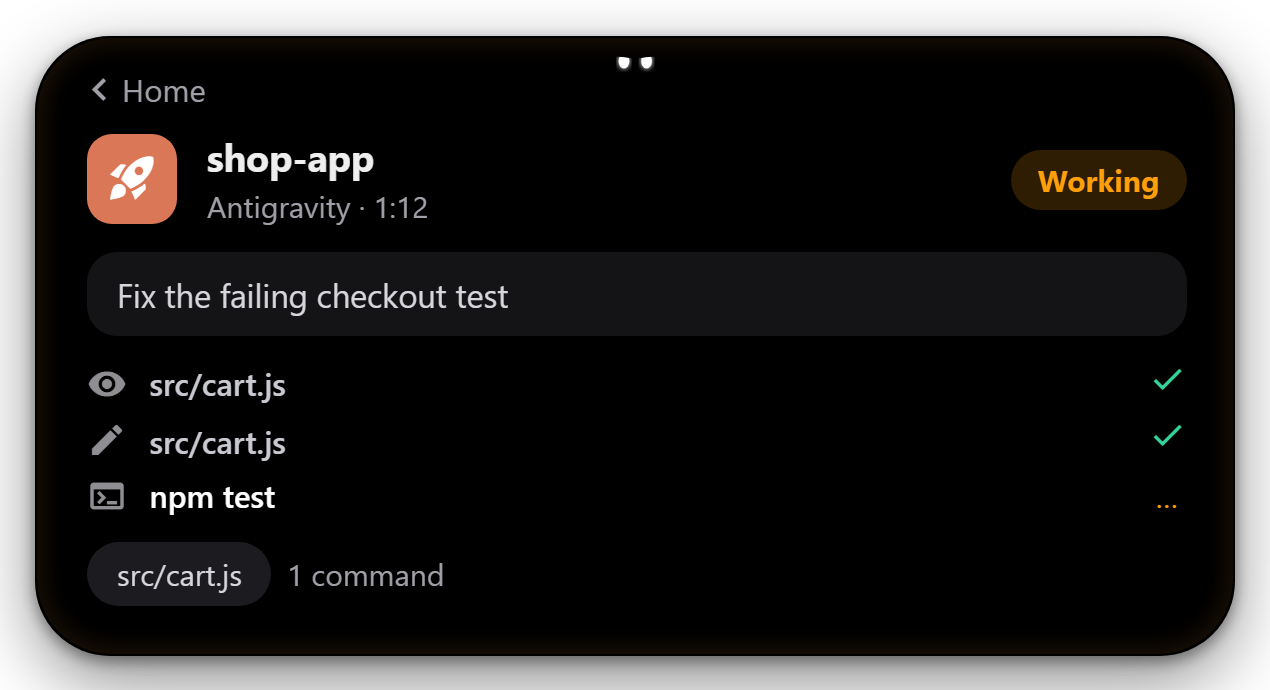 Home
shop-app
Antigravity · 1:12
Working
Fix the failing checkout test
src/cart.js
src/cart.js
npm test
...
src/cart.js 1 command